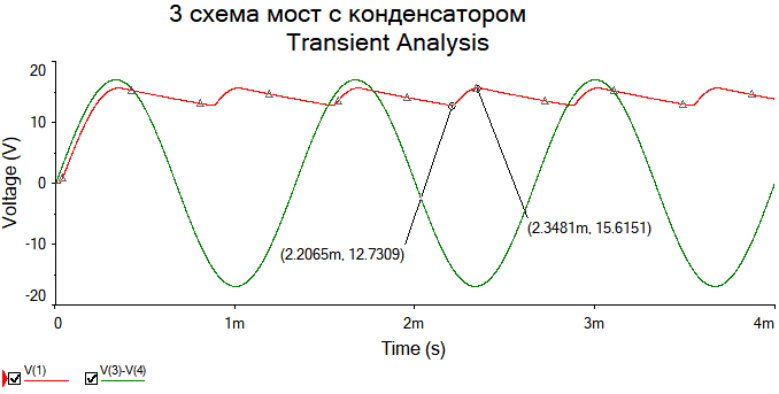 3 схема мост с конденсатором
Transient Analysis
20
10
0
-10
-20
Voltage (V)
(2.2065m, 12.7309)
(2.3481m, 15.6151)
0 1m 2m 3m 4m
Time (s)
V(1) V(3)-V(4)